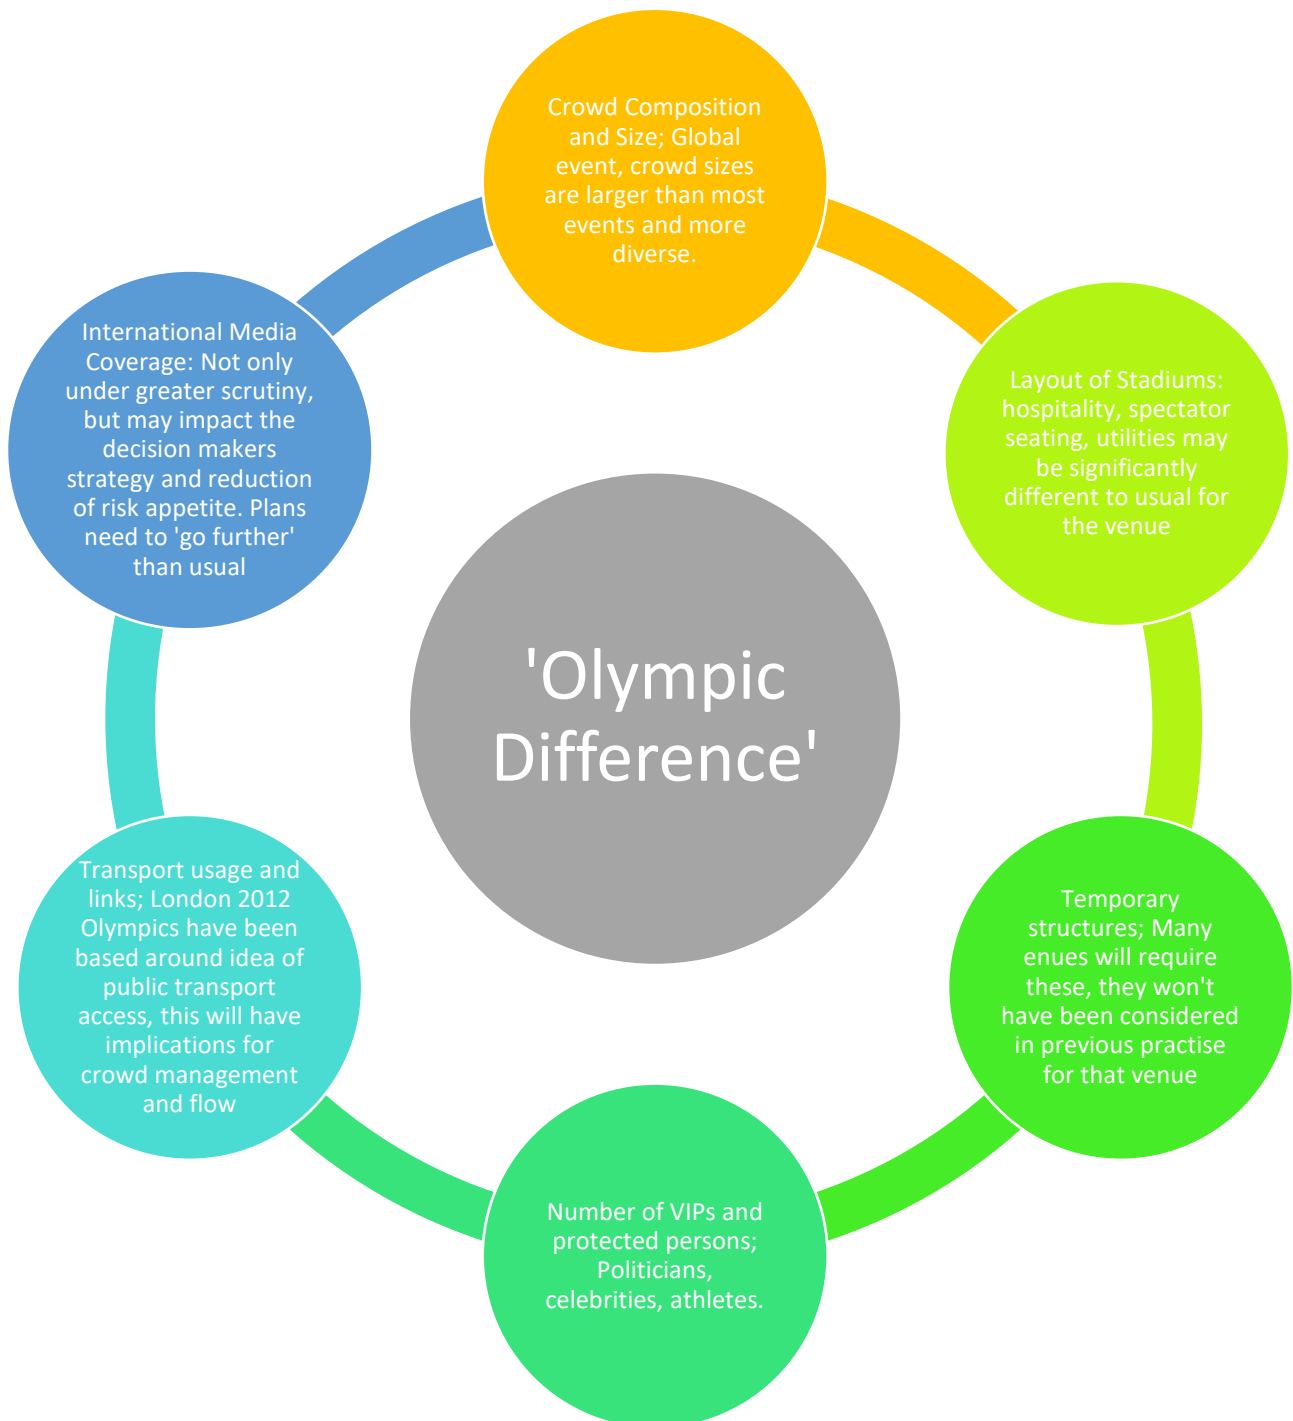 Crowd Composition
and Size; Global
event, crowd sizes
are larger than most
events and more
diverse.
Layout of Stadiums:
hospitality, spectator
seating, utilities may
be significantly
different to usual for
the venue
Temporary
structures; Many
enues will require
these, they won't
have been considered
in previous practise
for that venue
Number of VIPs and
protected persons;
Politicians,
celebrities, athletes.
Transport usage and
links; London 2012
Olympics have been
based around idea of
public transport
access, this will have
implications for
crowd management
and flow
International Media
Coverage: Not only
under greater scrutiny,
but may impact the
decision makers
strategy and reduction
of risk appetite. Plans
need to 'go further'
than usual
'Olympic
Difference'